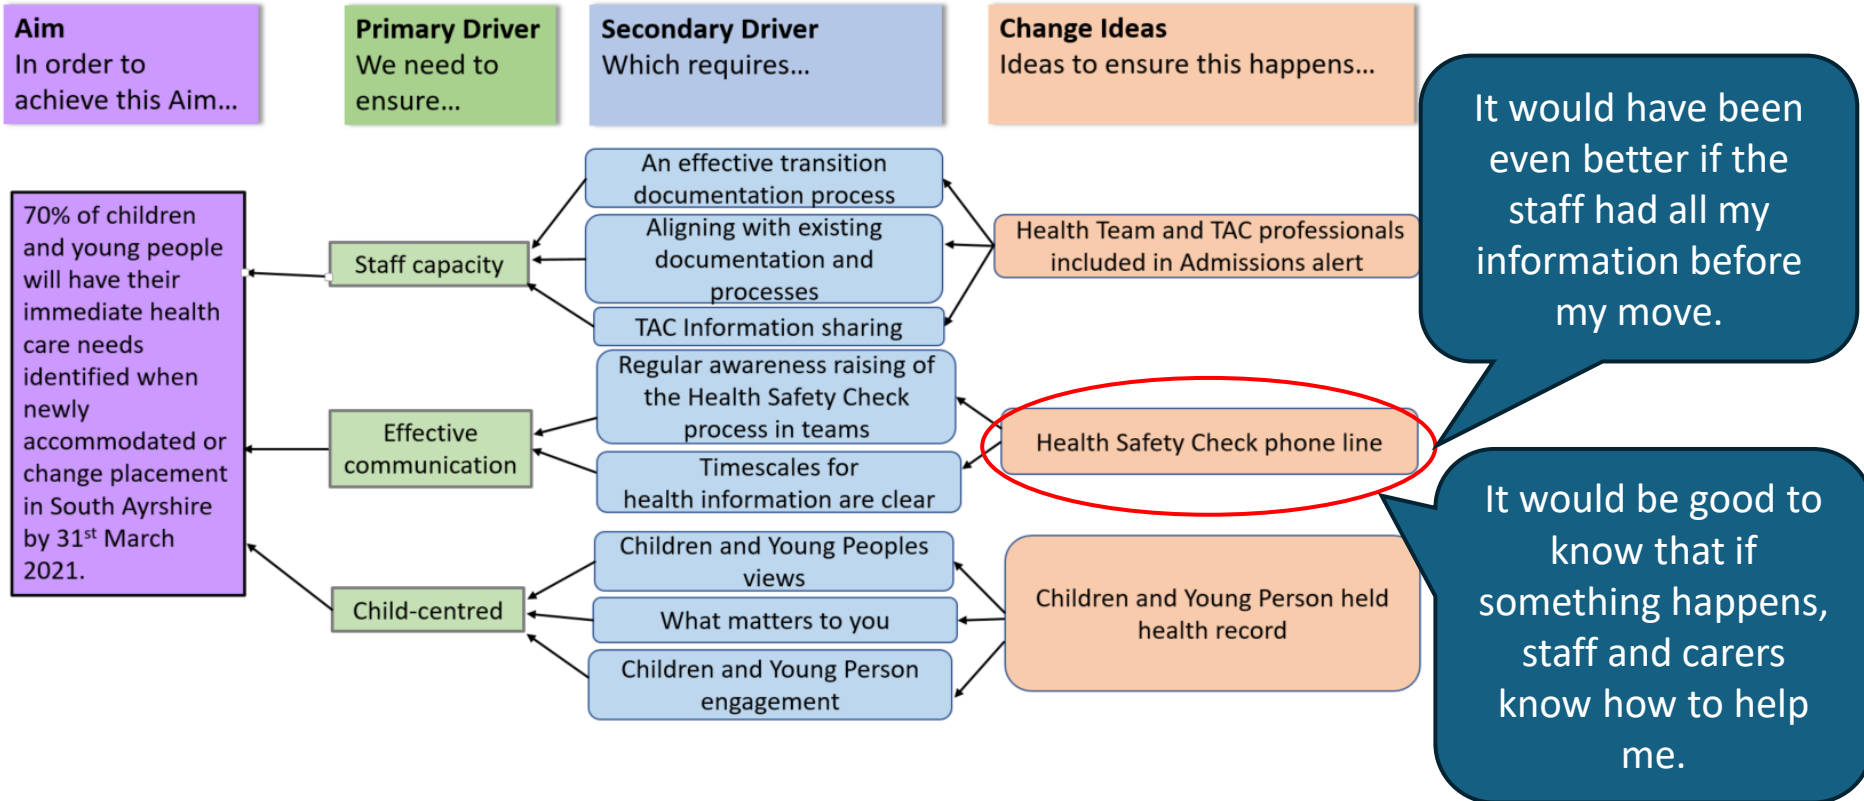 Aim
In order to
achieve this Aim...
Primary Driver
We need to
ensure...
Secondary Driver
Which requires...
Change Ideas
Ideas to ensure this happens...
70% of children
and young people
will have their
immediate health
care needs
identified when
newly
accommodated or
change placement
in South Ayrshire
by 31st March
2021.
Staff capacity
Effective
communication
Child-centred
An effective transition
documentation process
Aligning with existing
documentation and
processes
TAC Information sharing
Regular awareness raising of
the Health Safety Check
process in teams
Timescales for
health information are clear
Children and Young Peoples
views
What matters to you
Children and Young Person
engagement
Health Team and TAC professionals
included in Admissions alert
Health Safety Check phone line
Children and Young Person held
health record
It would have been
even better if the
staff had all my
information before
my move.
It would be good to
know that if
something happens,
staff and carers
know how to help
me.